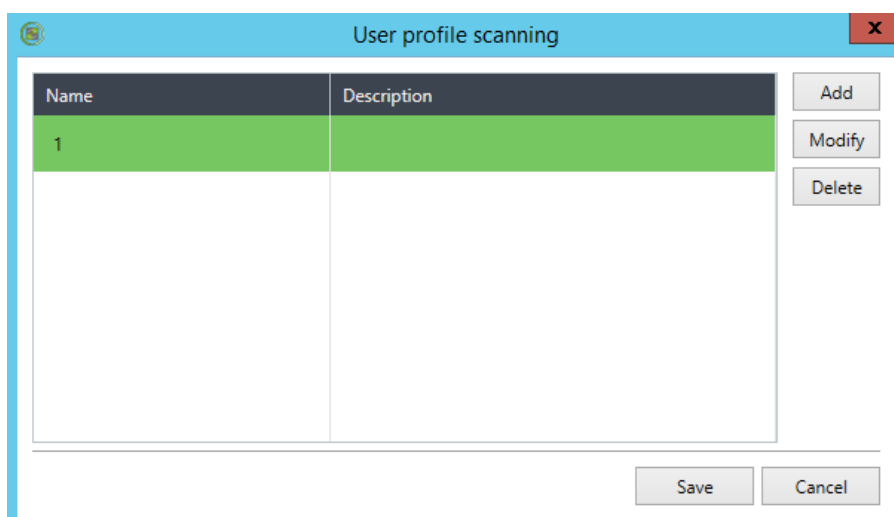 User profile scanning
x
Name Description Add
1 Modify
Delete
Save Cancel